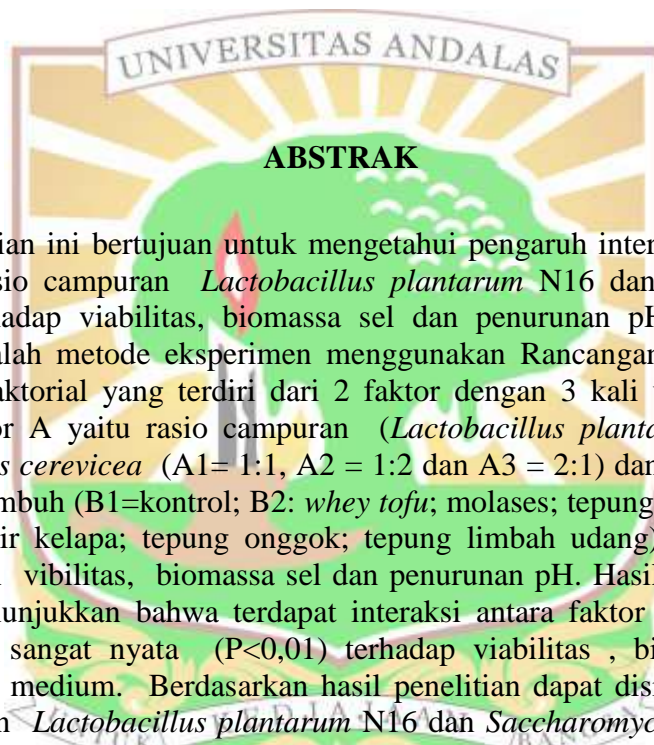 UNIVERSITAS ANDALAS
ABSTRAK
ian ini bertujuan untuk mengetahui pengaruh inter
sio campuran Lactobacillus plantarum N16 dan
hadap viabilitas, biomassa sel dan penurunan pH
alah metode eksperimen menggunakan Rancangan
aktorial yang terdiri dari 2 faktor dengan 3 kali
or A yaitu rasio campuran (Lactobacillus planta
s cerevicea (A1= 1:1, A2 = 1:2 dan A3 = 2:1) dan
mbuh (B1=kontrol; B2: whey tofu; molases; tepung
ir kelapa; tepung onggok; tepung limbah udang)
vibilitas, biomassa sel dan penurunan pH. Hasil
unjukkan bahwa terdapat interaksi antara faktor
sangat nyata (P<0,01) terhadap viabilitas , bi
medium. Berdasarkan hasil penelitian dapat dis
n Lactobacillus plantarum N16 dan Saccharomyc